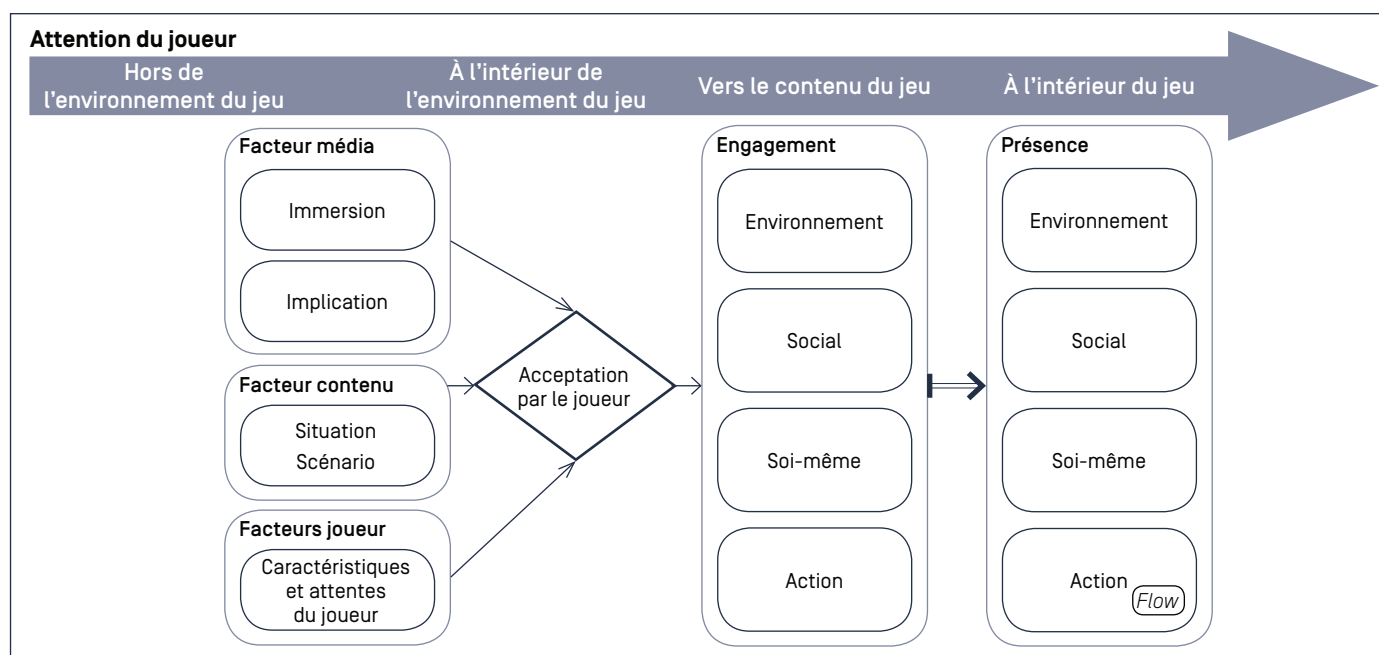 Attention du joueur
Hors de
l'environnement du jeu
À l'intérieur de
l'environnement du jeu
Vers le contenu du jeu
À l'intérieur du jeu
Facteur média
Immersion
Implication
Facteur contenu
Situation
Scénario
Facteurs joueur
Caractéristiques
et attentes
du joueur
Acceptation
par le joueur
Engagement
Environnement
Social
Soi-même
Action
Présence
Environnement
Social
Soi-même
Action
Flow